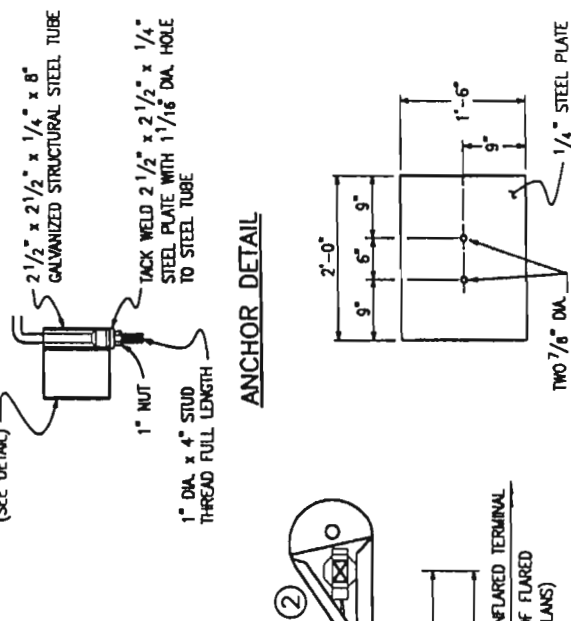 (SEE DETAIL)
2 1/2" x 2 1/2" x 1/4" x 8"
GALVANIZED STRUCTURAL STEEL TUBE
TACK WELD 2 1/2" x 2 1/2" x 1/4"
STEEL PLATE WITH 1 1/16" DIA. HOLE
TO STEEL TUBE
1" NUT
1" DIA. x 4" STUD
THREAD FULL LENGTH
ANCHOR DETAIL
2'-0"
9"
6"
9"
1'-6"
9"
1/4" STEEL PLATE
TWO 7/8" DIA.
2
TERMINAL
OF FLARED